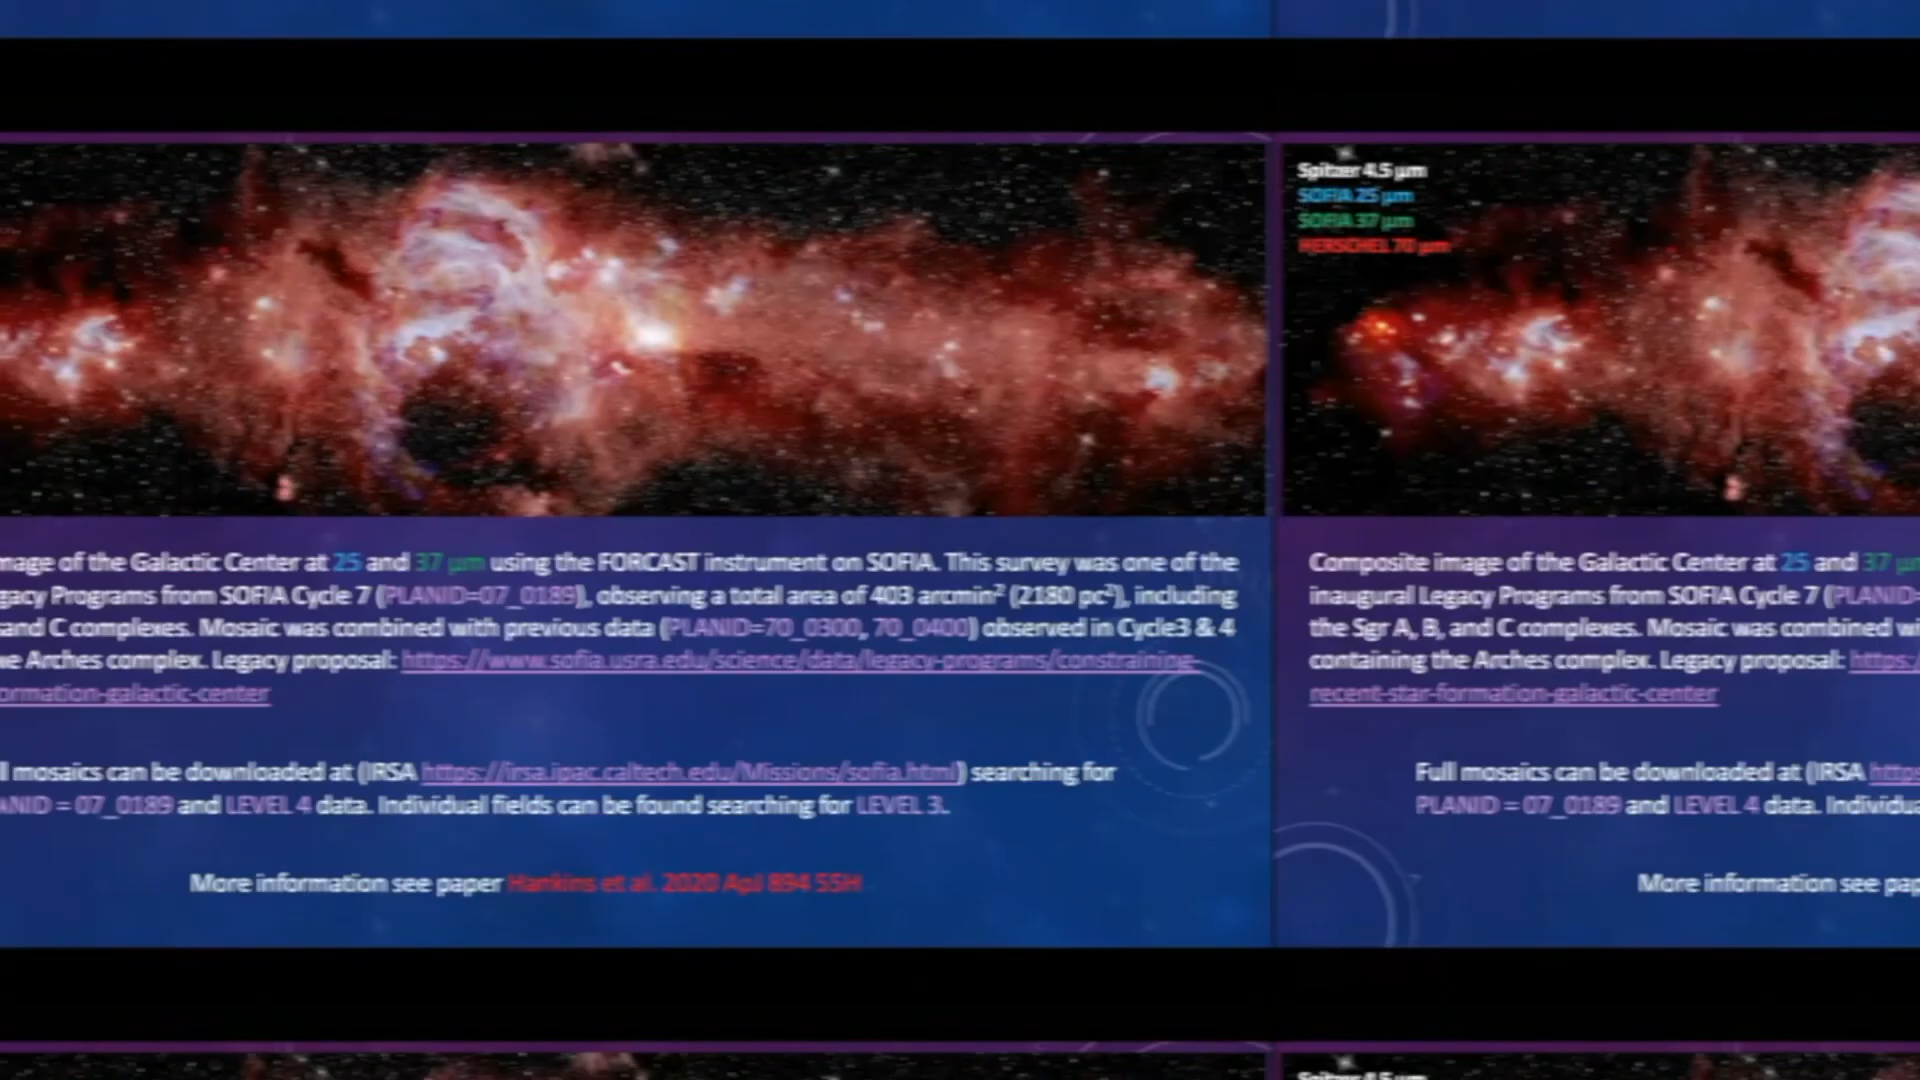 mage of the Galactic Center at 25 and 37 µm using the FORCAST instrument on SOFIA. This survey was one of the
gacy Programs from SOFIA Cycle 7 (PLANID=07_0189), observing a total area of 403 arcmin² (2180 pc²), including
and C complexes. Mosaic was combined with previous data (PLANID=70_0300, 70_0400) observed in Cycle3 & 4
he Arches complex. Legacy proposal: https://www.sofia.usra.edu/science/data/legacy-programs/constraining-
ormation-galactic-center
ll mosaics can be downloaded at (IRSA https://irsa.ipac.caltech.edu/Missions/sofia.html) searching for
ANID = 07_0189 and LEVEL 4 data. Individual fields can be found searching for LEVEL 3.
More information see paper Hankins et al. 2020 ApJ 894 55H
Spitzer 4.5 µm
SOFIA 25 µm
SOFIA 37 µm
HERSCHEL 70 µm
Composite image of the Galactic Center at 25 and 37 µm
inaugural Legacy Programs from SOFIA Cycle 7 (PLANID=
the Sgr A, B, and C complexes. Mosaic was combined wi
containing the Arches complex. Legacy proposal: https:/
recent-star-formation-galactic-center
Full mosaics can be downloaded at (IRSA https
PLANID = 07_0189 and LEVEL 4 data. Individua
More information see pap
Spitzer 4.5 µm